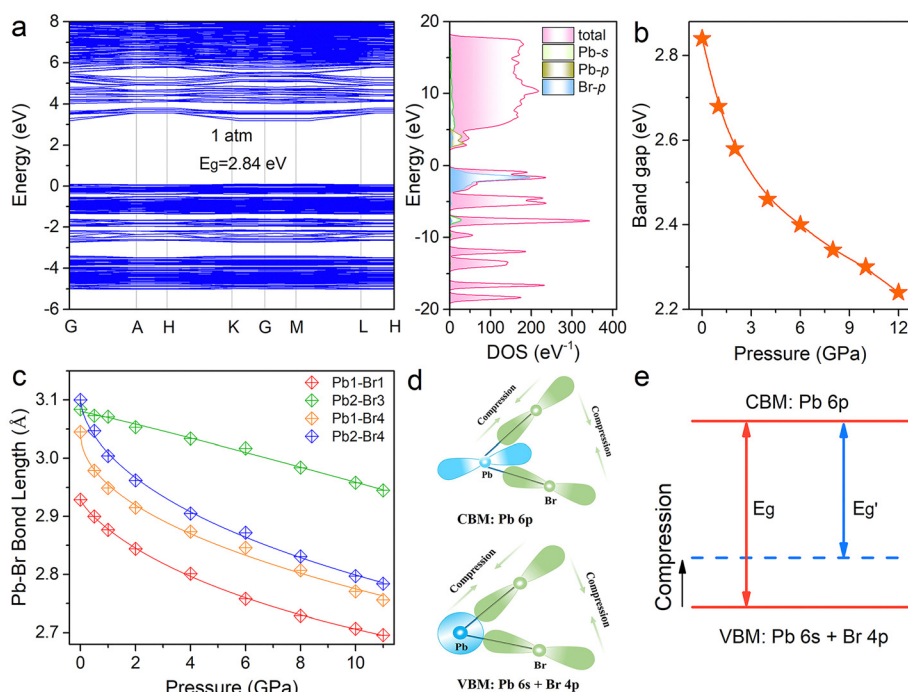 a
Energy (eV)
8
6
4
2
0
-2
-4
-6
1 atm
Eg=2.84 eV
G A H K G M L H
Energy (eV)
20
10
0
-10
-20
total
Pb-s
Pb-p
Br-p
0 100 200 300 400
DOS (eV⁻¹)
b
Band gap (eV)
2.8
2.6
2.4
2.2
0 3 6 9 12
Pressure (GPa)
c
Pb-Br Bond Length (Å)
3.1
3.0
2.9
2.8
2.7
Pb1-Br1
Pb2-Br3
Pb1-Br4
Pb2-Br4
0 2 4 6 8 10
Pressure (GPa)
d
Compression
Compression
Pb
Br
CBM: Pb 6p
Compression
Compression
Pb
Br
VBM: Pb 6s + Br 4p
e
CBM: Pb 6p
Eg
Eg'
Compression
VBM: Pb 6s + Br 4p